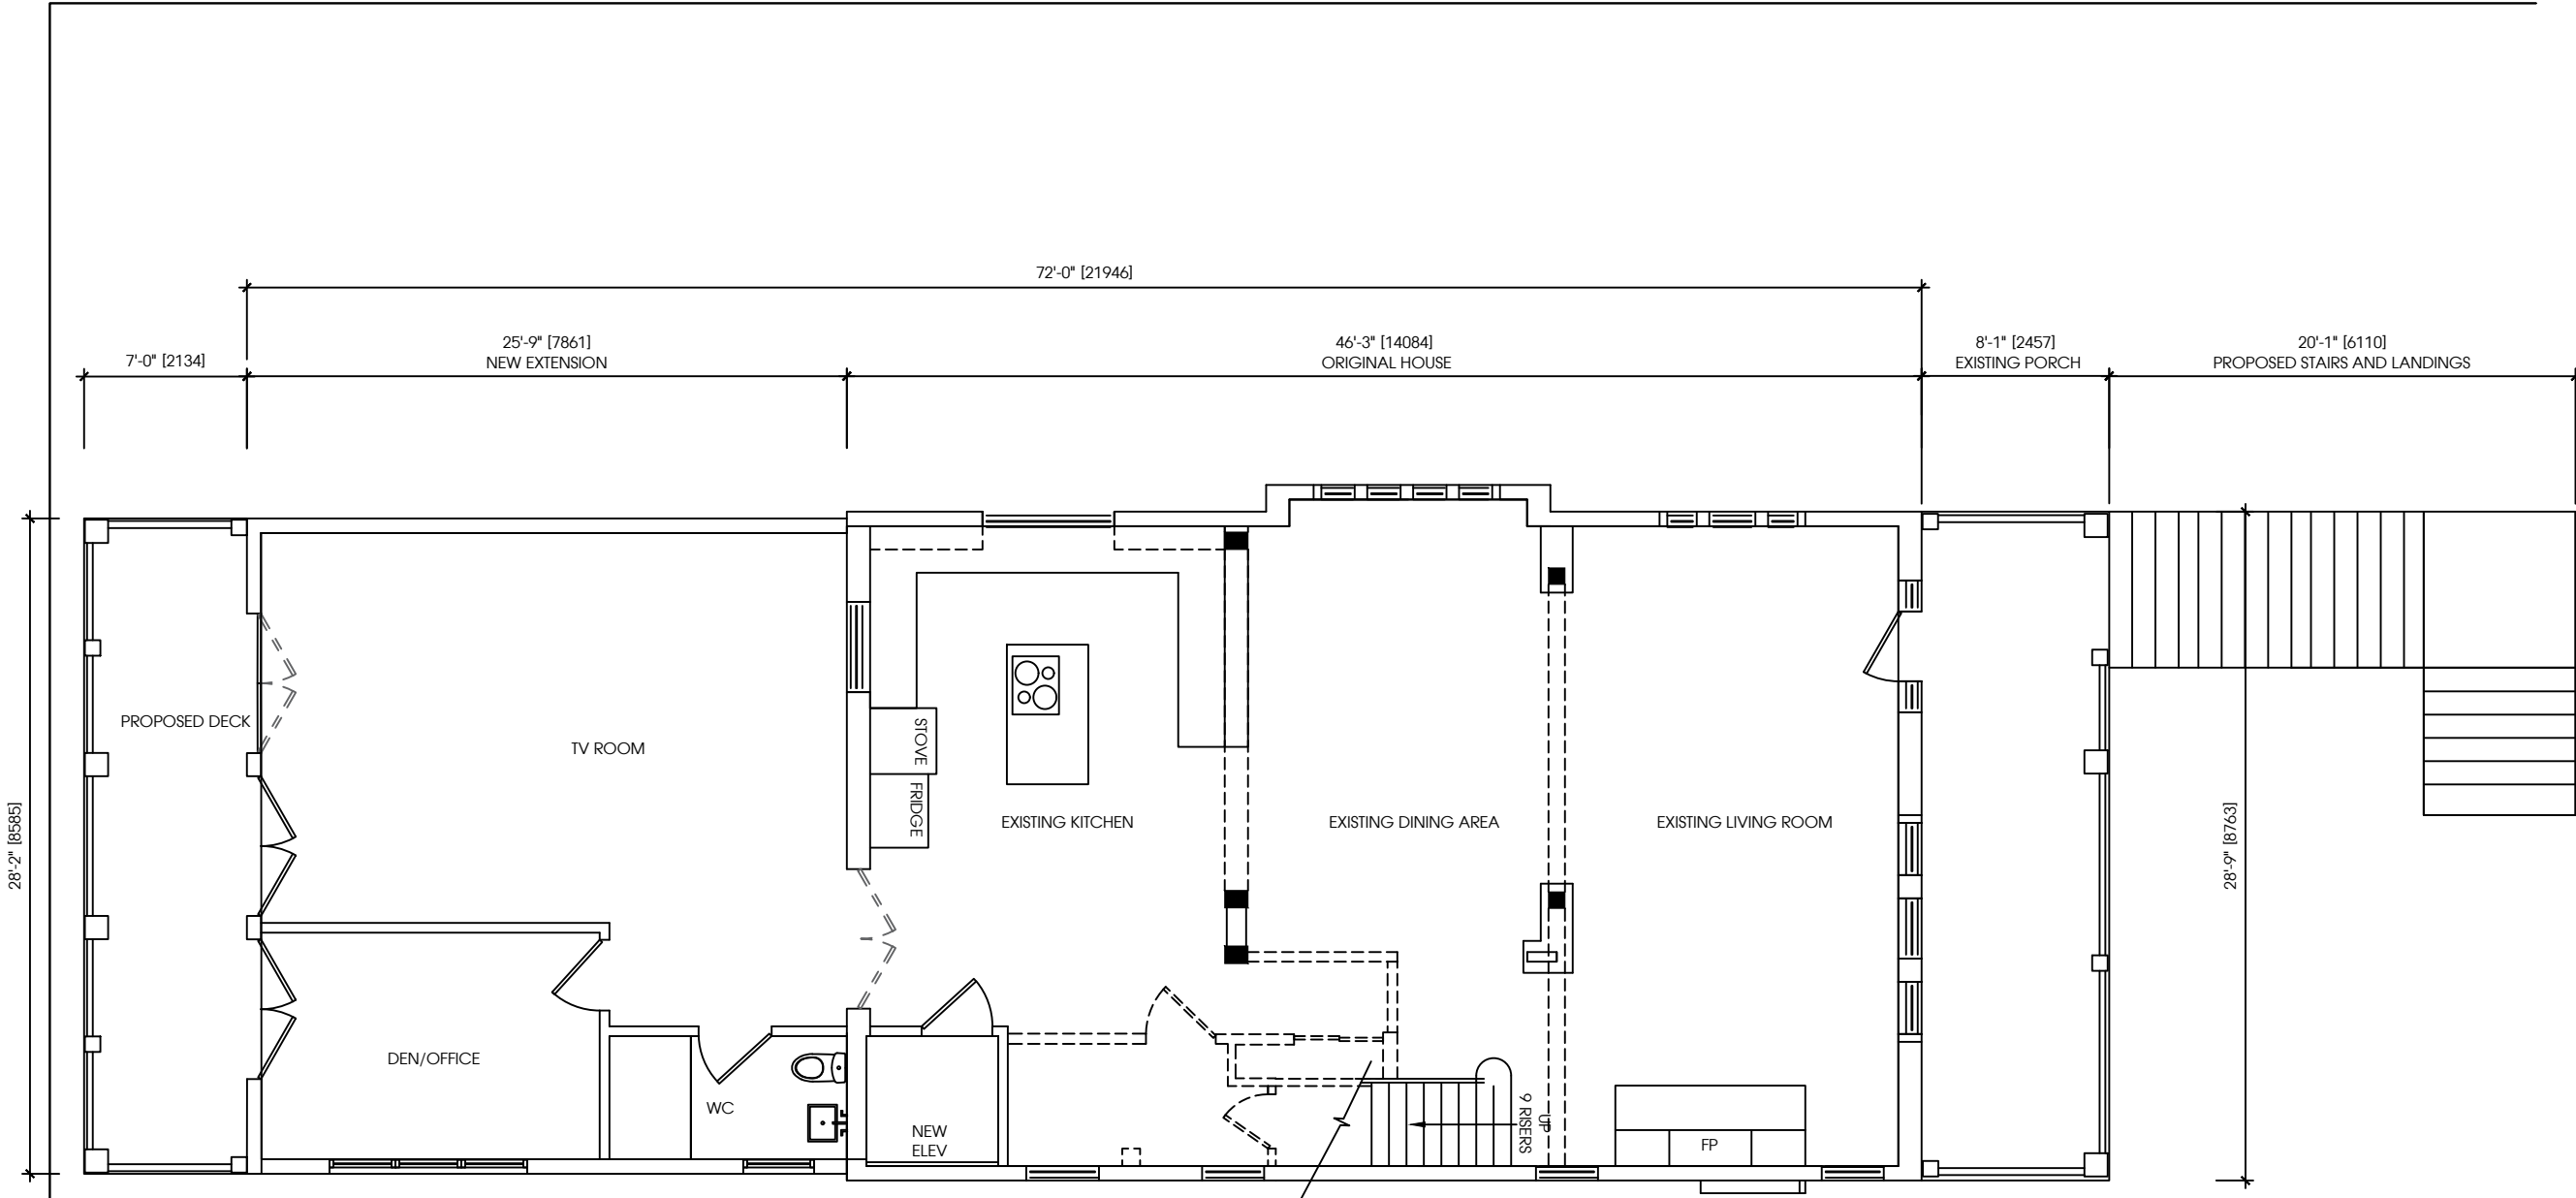 72'-0" [21946]
7'-0" [2134]
25'-9" [7861]
NEW EXTENSION
46'-3" [14084]
ORIGINAL HOUSE
8'-1" [2457]
EXISTING PORCH
20'-1" [6110]
PROPOSED STAIRS AND LANDINGS
28'-2" [8585]
PROPOSED DECK
TV ROOM
STOVE
FRIDGE
EXISTING KITCHEN
EXISTING DINING AREA
EXISTING LIVING ROOM
28'-9" [8763]
DEN/OFFICE
WC
NEW
ELEV
UP
9 RISERS
FP